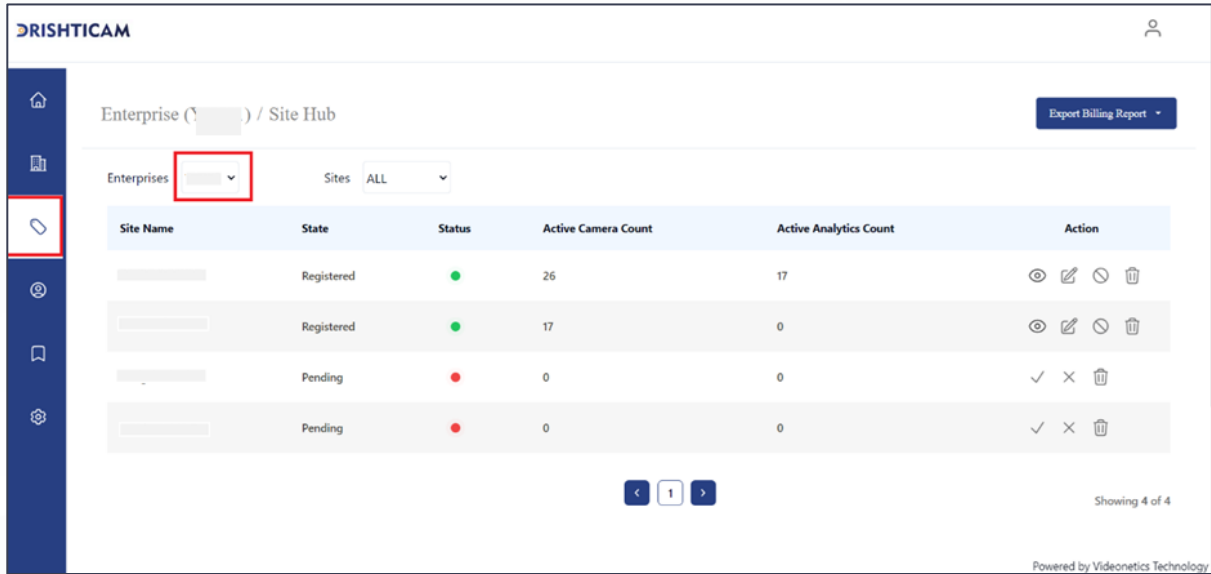 DRISHTICAM
Enterprise ( ) / Site Hub
Export Billing Report
Enterprises
Sites ALL
Site Name State Status Active Camera Count Active Analytics Count Action
Registered 26 17
Registered 17 0
Pending 0 0
Pending 0 0
1
Showing 4 of 4
Powered by Videonetics Technology